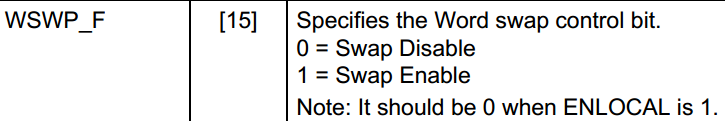 WSWP_F [15] Specifies the Word swap control bit.
0 = Swap Disable
1 = Swap Enable
Note: It should be 0 when ENLOCAL is 1.